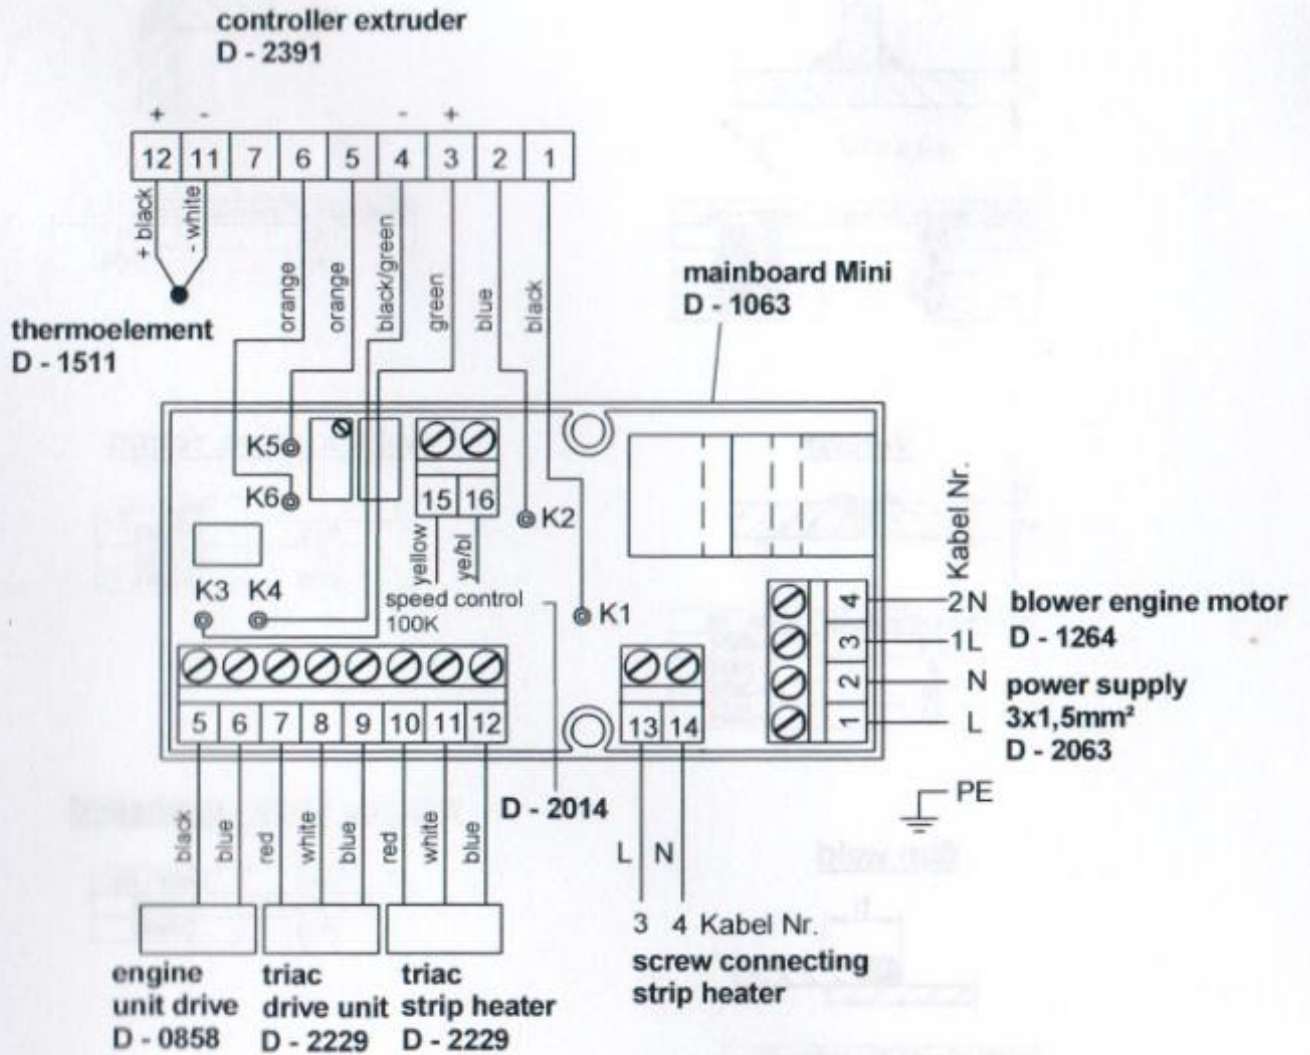 controller extruder
D - 2391
+ - - +
12 11 7 6 5 4 3 2 1
+ black
- white
orange
orange
black/green
green
blue
black
thermoelement
D - 1511
mainboard Mini
D - 1063
K5
K6
15 16
K2
yellow
ye/bl
K3 K4
speed control
100K
K1
Kabel Nr.
4 2 N blower engine motor
3 1L D - 1264
2 N power supply
1 L 3x1,5mm²
D - 2063
PE
5 6 7 8 9 10 11 12
13 14
D - 2014
black
blue
red
white
blue
red
white
blue
L N
3 4 Kabel Nr.
screw connecting
strip heater
engine
unit drive
D - 0858
triac
drive unit
D - 2229
triac
strip heater
D - 2229